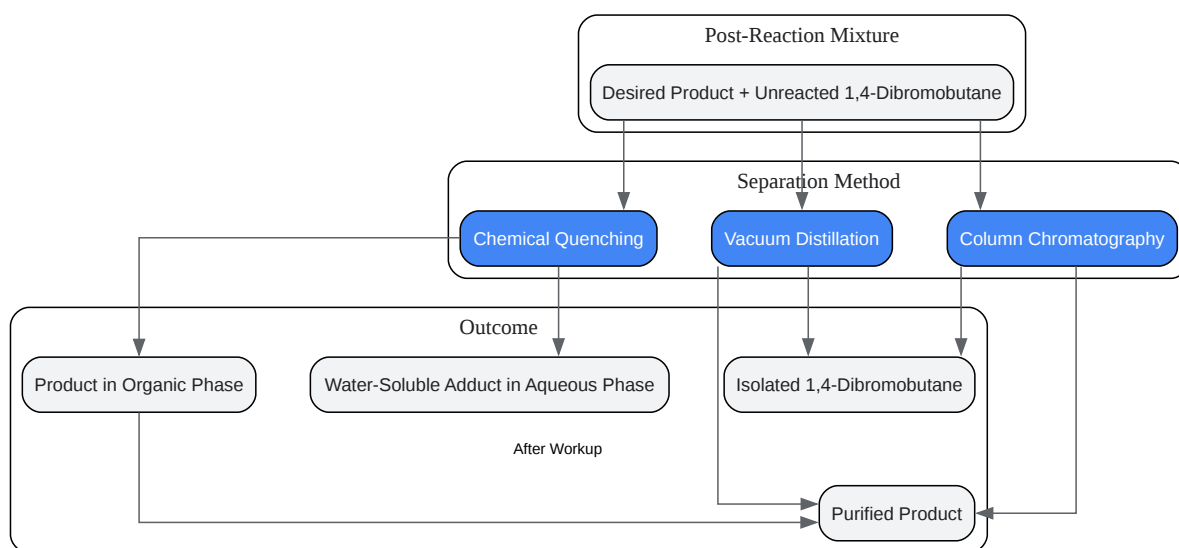 Post-Reaction Mixture
Desired Product + Unreacted 1,4-Dibromobutane
Separation Method
Chemical Quenching
Vacuum Distillation
Column Chromatography
Outcome
Product in Organic Phase
Water-Soluble Adduct in Aqueous Phase
Isolated 1,4-Dibromobutane
After Workup
Purified Product